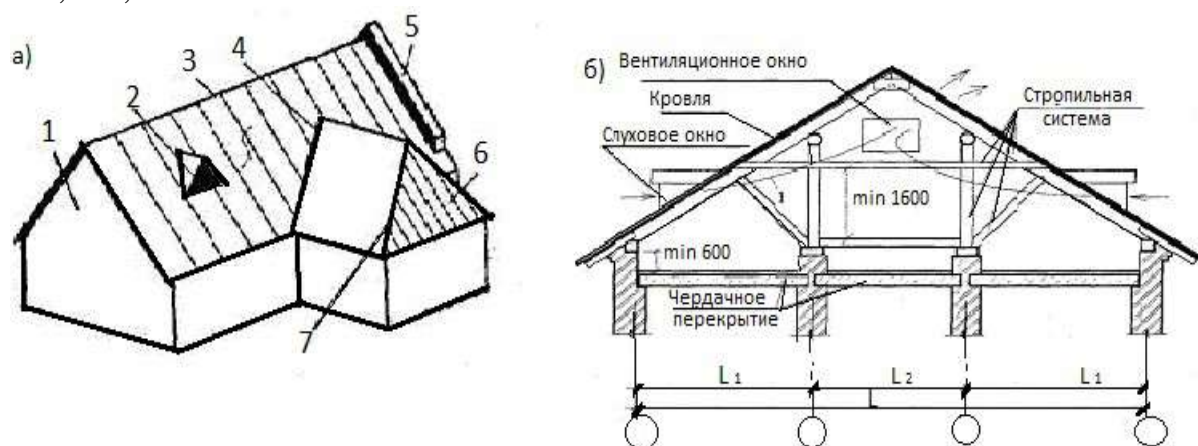 а)
1
2
3
4
5
6
7
б)
Вентиляционное окно
Кровля
Слуховое окно
Стропильная
система
min 1600
min 600
Чердачное
перекрытие
L 1
L 2
L 1
L